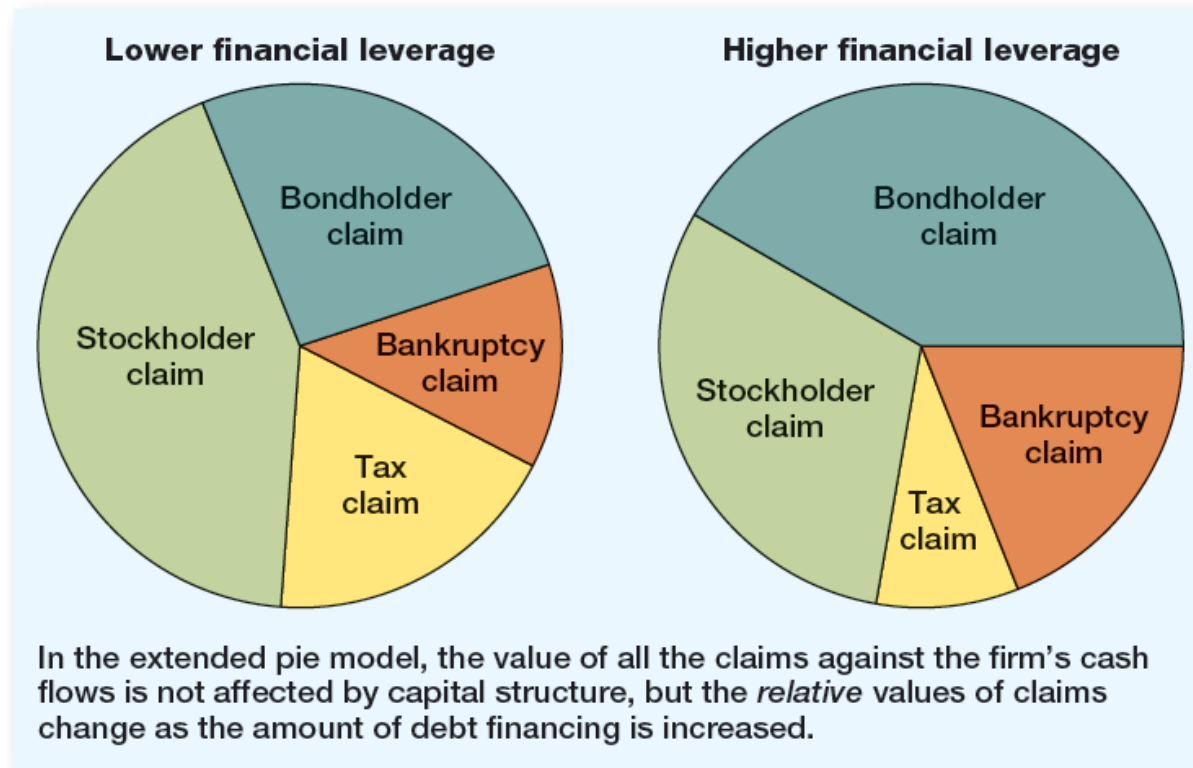 Lower financial leverage
Bondholder
claim
Stockholder
claim
Bankruptcy
claim
Tax
claim
Higher financial leverage
Bondholder
claim
Stockholder
claim
Bankruptcy
claim
Tax
claim
In the extended pie model, the value of all the claims against the firm’s cash
flows is not affected by capital structure, but the relative values of claims
change as the amount of debt financing is increased.